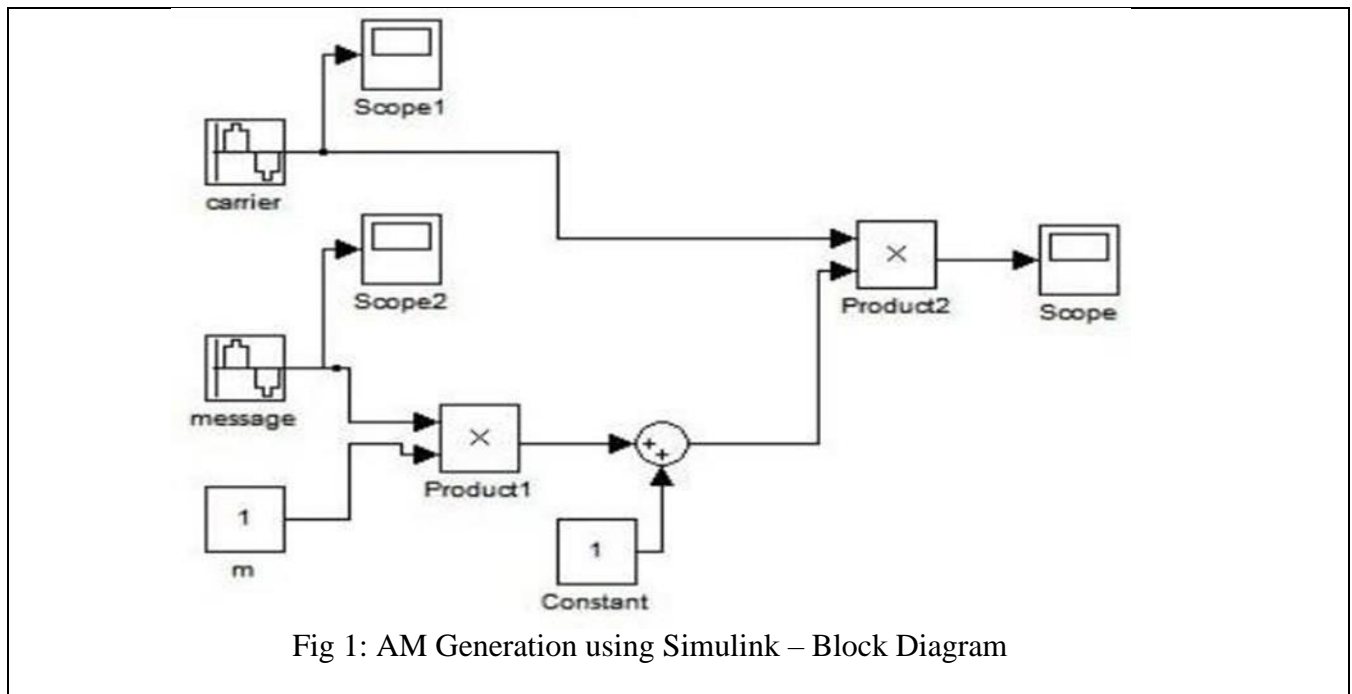 Scope1
carrier
Scope2
×
Product2
Scope
message
×
Product1
+
+
1
m
1
Constant
Fig 1: AM Generation using Simulink – Block Diagram